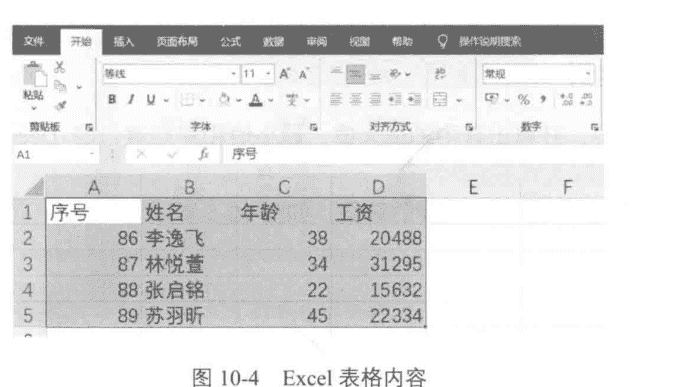 文件 开始 插入 页面布局 公式 数据 审阅 视图 帮助 操作说明搜索
等线 11 A A 常规
粘贴 B I U A % 
剪贴板 字体 对齐方式 数字
A1 fx 序号
A B C D E F
1 序号 姓名 年龄 工资
2 86 李逸飞 38 20488
3 87 林悦萱 34 31295
4 88 张启铭 22 15632
5 89 苏羽昕 45 22334
图 10-4 Excel 表格内容